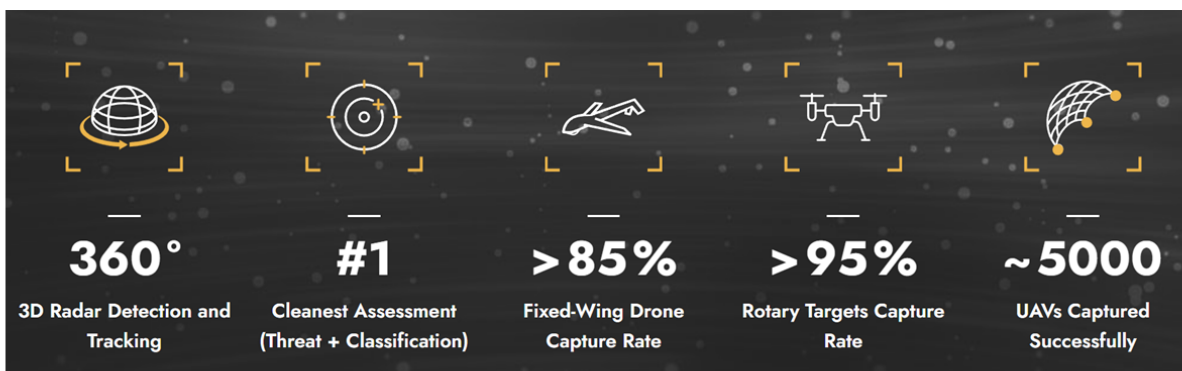 360°
3D Radar Detection and
Tracking
#1
Cleanest Assessment
(Threat + Classification)
>85%
Fixed-Wing Drone
Capture Rate
>95%
Rotary Targets Capture
Rate
~5000
UAVs Captured
Successfully